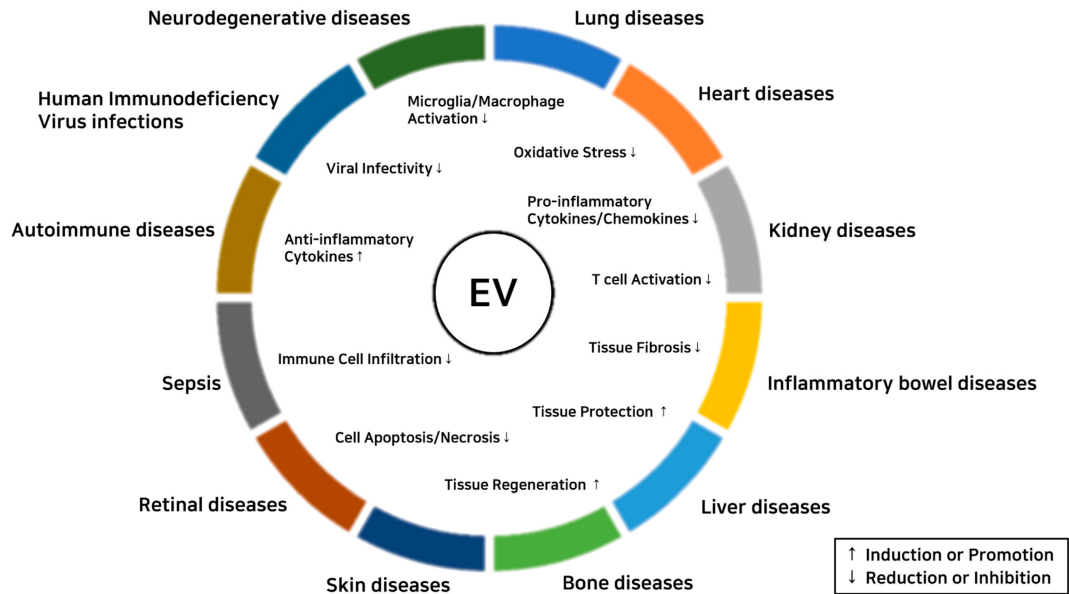 Neurodegenerative diseases
Lung diseases
Heart diseases
Human Immunodeficiency
Virus infections
Microglia/Macrophage
Activation ↓
Oxidative Stress ↓
Viral Infectivity ↓
Pro-inflammatory
Cytokines/Chemokines ↓
Autoimmune diseases
Kidney diseases
Anti-inflammatory
Cytokines ↑
T cell Activation ↓
EV
Tissue Fibrosis ↓
Immune Cell Infiltration ↓
Sepsis
Inflammatory bowel diseases
Tissue Protection ↑
Cell Apoptosis/Necrosis ↓
Tissue Regeneration ↑
Retinal diseases
Liver diseases
Skin diseases
Bone diseases
↑ Induction or Promotion
↓ Reduction or Inhibition